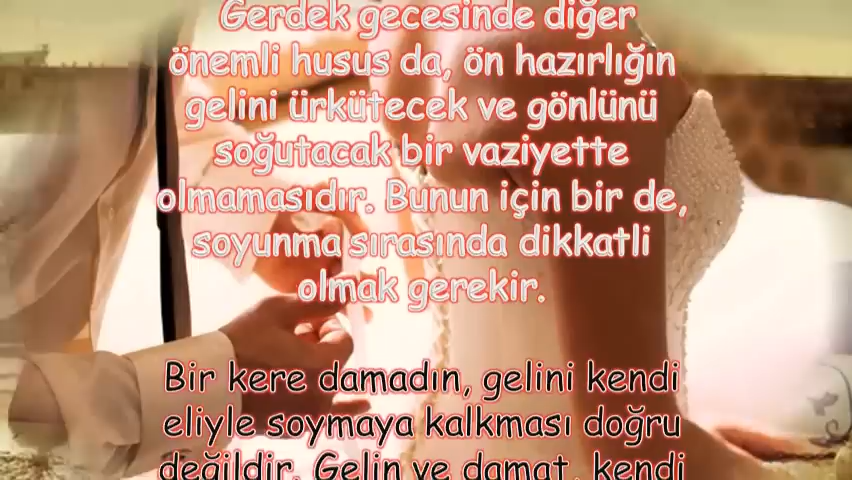 Gerdek gecesinde diğer
önemli husus da, ön hazırlığın
gelini ürkütecek ve gönlünü
soğutacak bir vaziyette
olmamasıdır. Bunun için bir de,
soyunma sırasında dikkatli
olmak gerekir.
Bir kere damadın, gelini kendi
eliyle soymaya kalkması doğru
değildir. Gelin ve damat, kendi